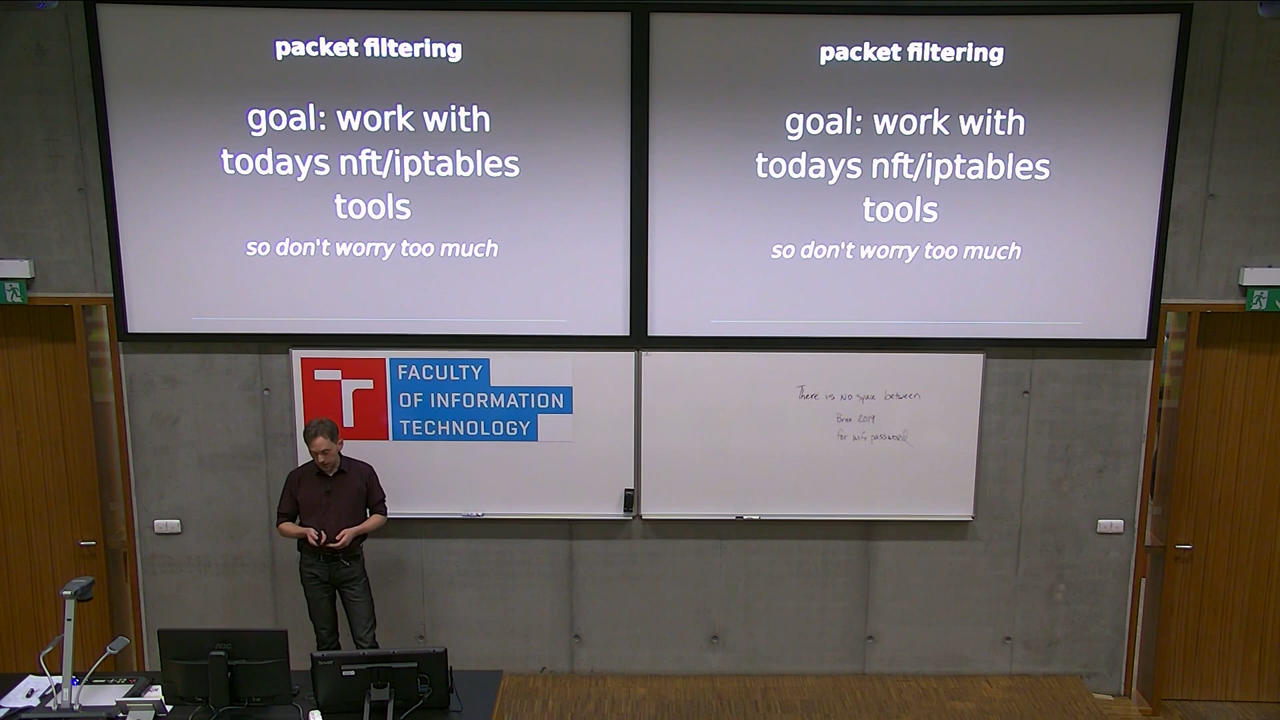 packet filtering
goal: work with
todays nft/iptables
tools
so don't worry too much
packet filtering
goal: work with
todays nft/iptables
tools
so don't worry too much
FACULTY
OF INFORMATION
TECHNOLOGY
There is NO space between
Brno 2019
for wifi password